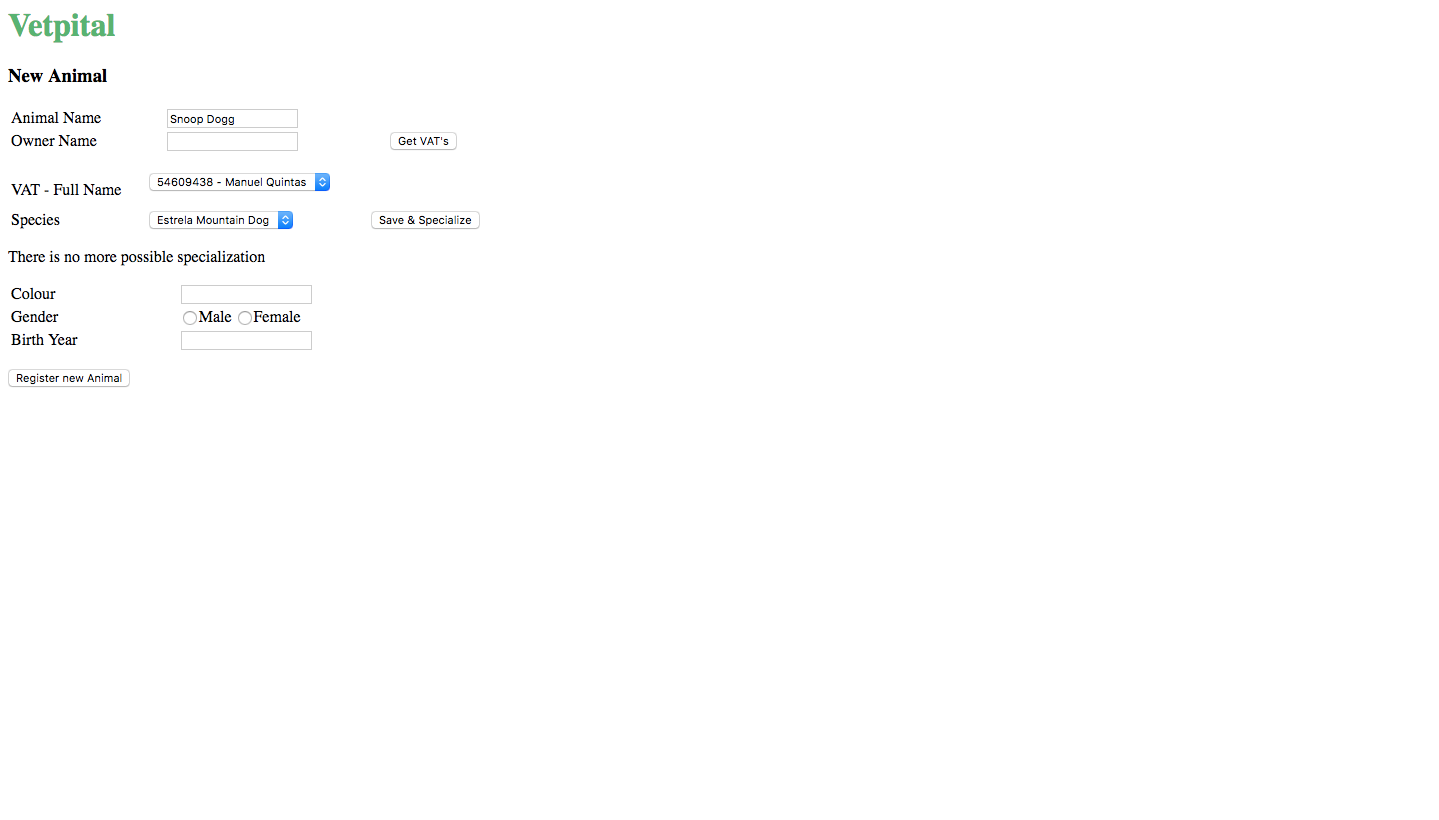 Vetpital
New Animal
Animal Name Snoop Dogg
Owner Name Get VAT's
VAT - Full Name 54609438 - Manuel Quintas
Species Estrela Mountain Dog Save & Specialize
There is no more possible specialization
Colour
Gender Male Female
Birth Year
Register new Animal